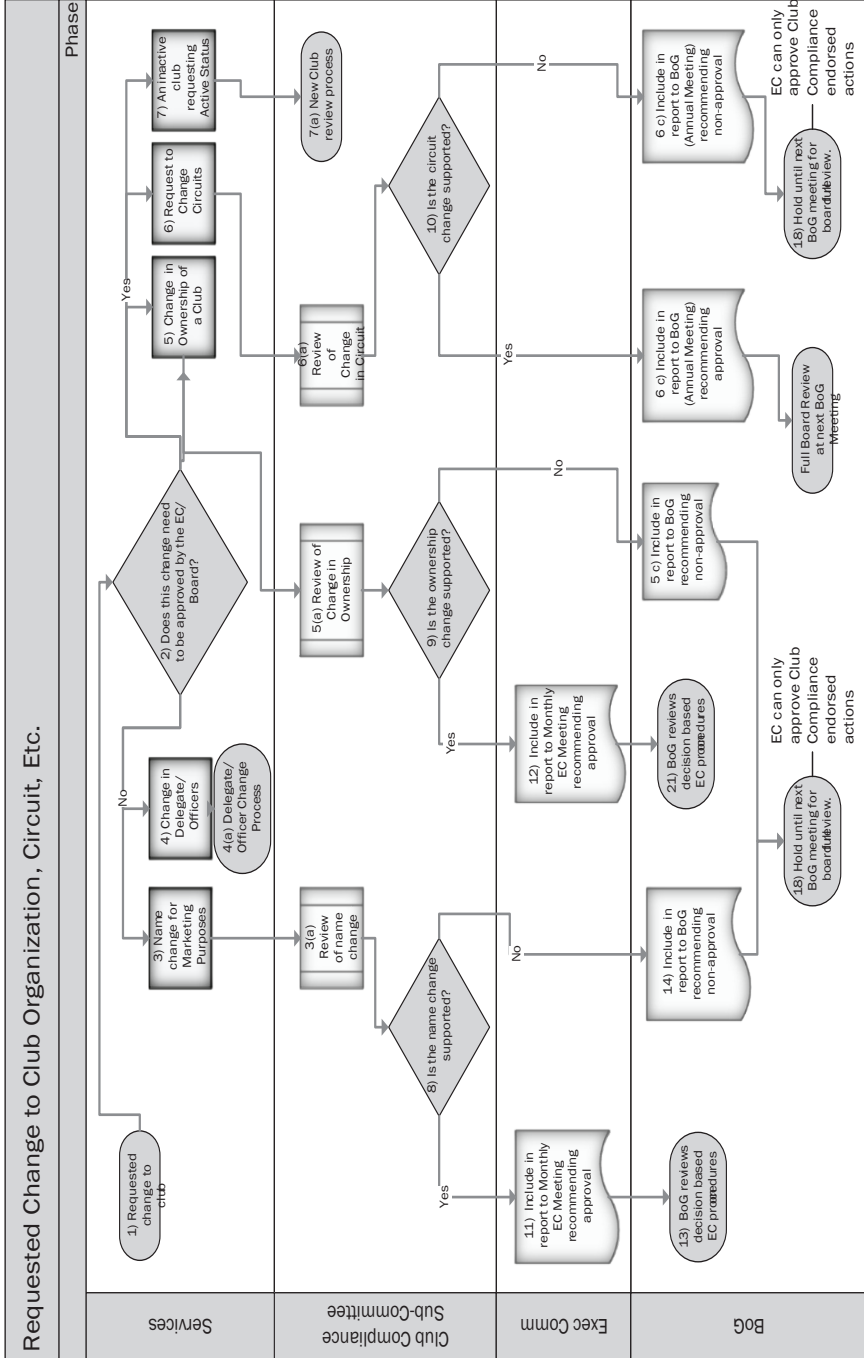 Requested Change to Club Organization, Circuit, Etc.
Phase
Services
1) Requested
change to
club
2) Does this change need
to be approved by the EC/
Board?
No
Yes
3) Name
change for
Marketing
Purposes
4) Change in
Delegate/
Officers
4(a) Delegate/
Officer Change
Process
5) Change in
Ownership of
a Club
6) Request to
Change
Circuits
7) An inactive
club
requesting
Active Status
Club Compliance
Sub-Committee
3(a)
Review
of name
change
8) Is the name change
supported?
Yes
No
5(a) Review of
Change in
Ownership
9) Is the ownership
change supported?
Yes
No
6(a)
Review
of
Change
in Circuit
10) Is the circuit
change supported?
Yes
No
7(a) New Club
review process
Exec Comm
11) Include in
report to Monthly
EC Meeting
recommending
approval
12) Include in
report to Monthly
EC Meeting
recommending
approval
BoG
13) BoG reviews
decision based
EC
14) Include in
report to BoG
recommending
non-approval
18) Hold until next
BoG meeting for
board review.
EC can only
approve Club
Compliance
endorsed
actions
21) BoG reviews
decision based
EC
5 c) Include in
report to BoG
recommending
non-approval
6 c) Include in
report to BoG
(Annual Meeting)
recommending
approval
Full Board Review
at next BoG
Meeting
6 c) Include in
report to BoG
(Annual Meeting)
recommending
non-approval
18) Hold until next
BoG meeting for
board review.
EC can only
approve Club
Compliance
endorsed
actions